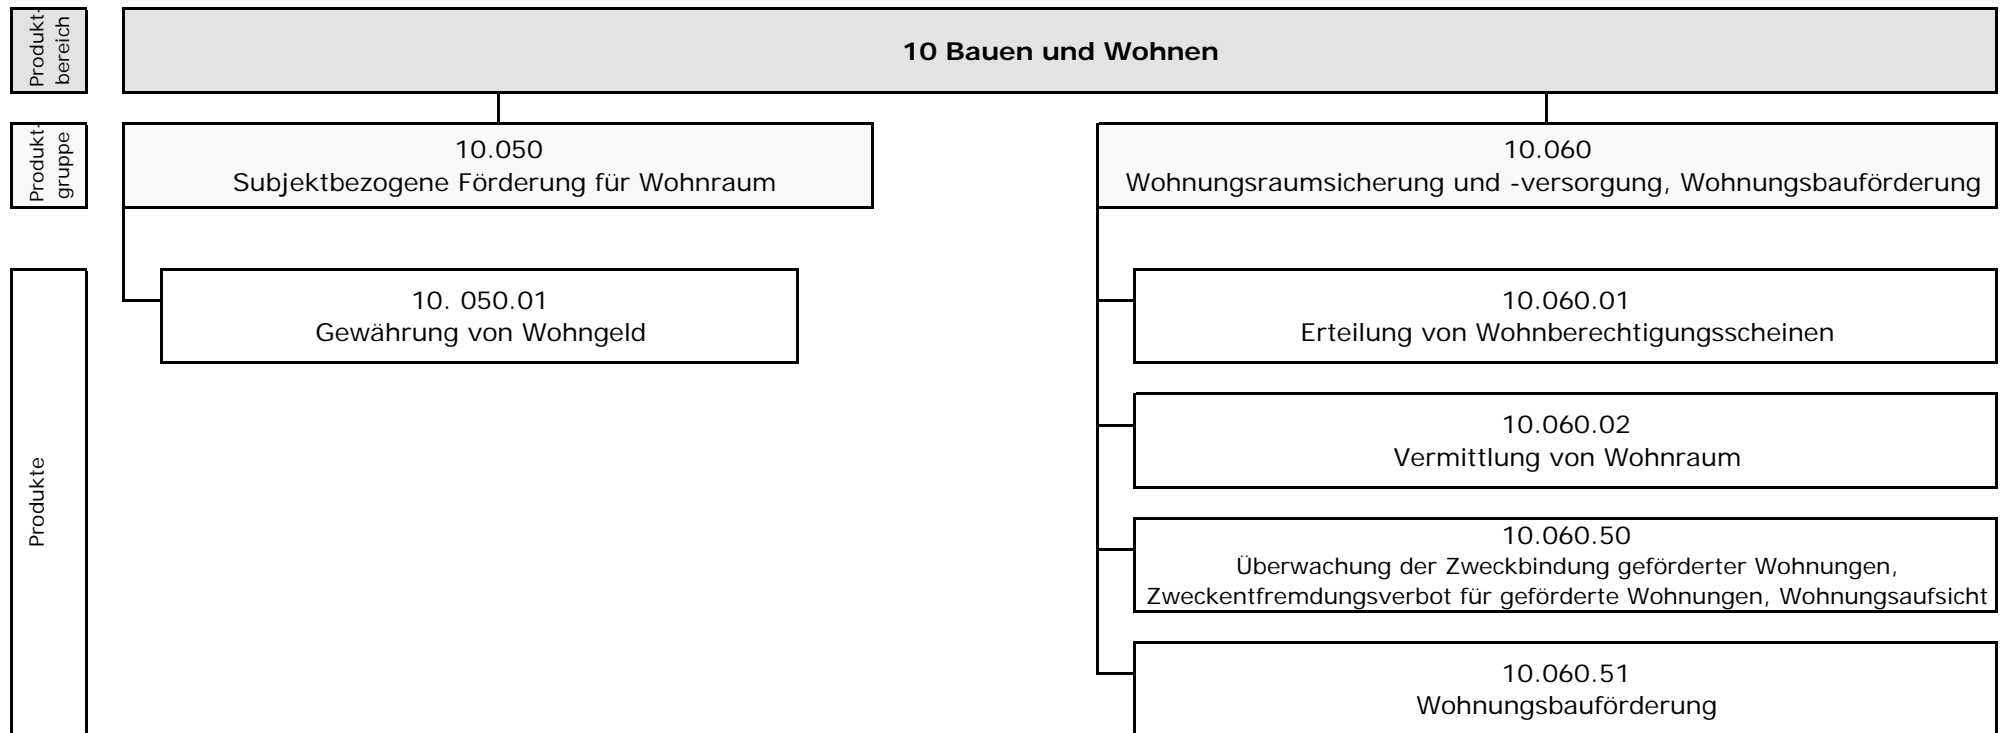 Produkt-
bereich
10 Bauen und Wohnen
Produkt-
gruppe
10.050
Subjektbezogene Förderung für Wohnraum
10.060
Wohnungsraumsicherung und -versorgung, Wohnungsbauförderung
Produkte
10. 050.01
Gewährung von Wohngeld
10.060.01
Erteilung von Wohnberechtigungsscheinen
10.060.02
Vermittlung von Wohnraum
10.060.50
Überwachung der Zweckbindung geförderter Wohnungen,
Zweckentfremdungsverbot für geförderte Wohnungen, Wohnungsaufsicht
10.060.51
Wohnungsbauförderung